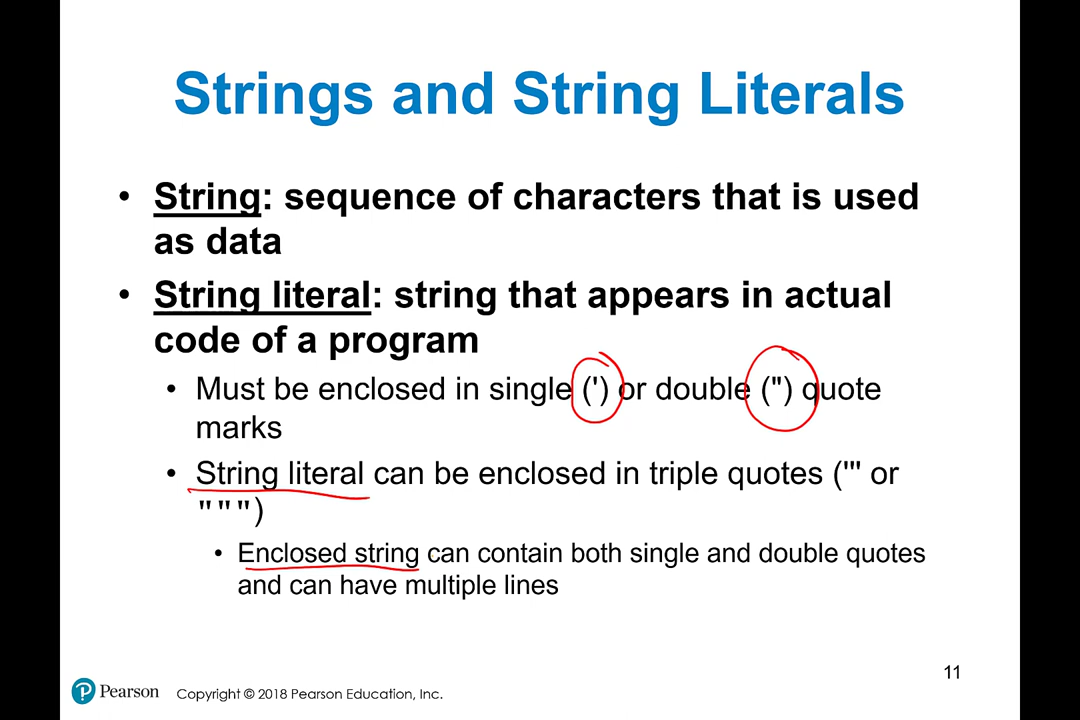 Strings and String Literals
• String: sequence of characters that is used
as data
• String literal: string that appears in actual
code of a program
• Must be enclosed in single (') or double (") quote
marks
• String literal can be enclosed in triple quotes (''' or
""")
• Enclosed string can contain both single and double quotes
and can have multiple lines
11
P Pearson
Copyright © 2018 Pearson Education, Inc.